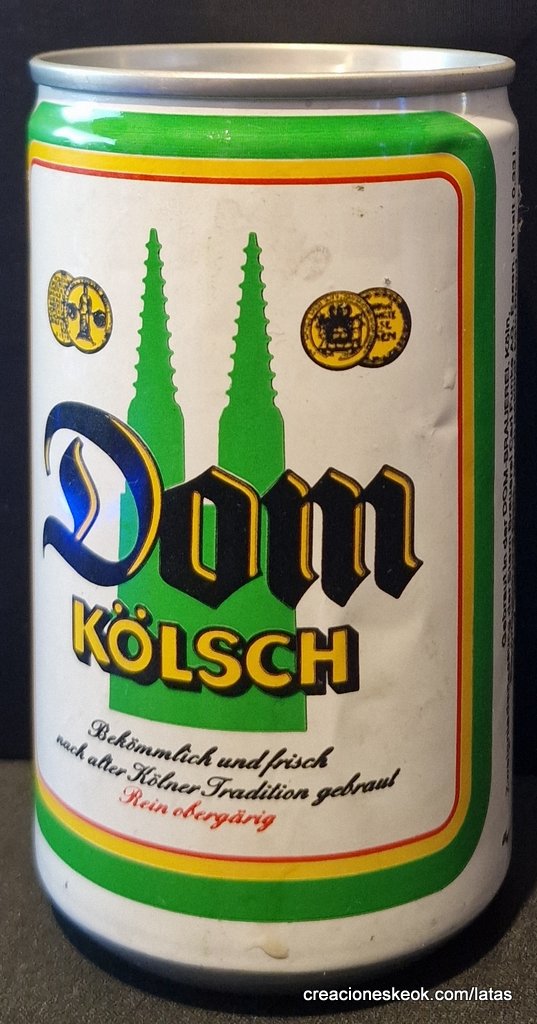 Dom
KÖLSCH
Bekömmlich und frisch
nach alter Kölner Tradition gebraut
Rein obergärig
creacioneskeok.com/latas